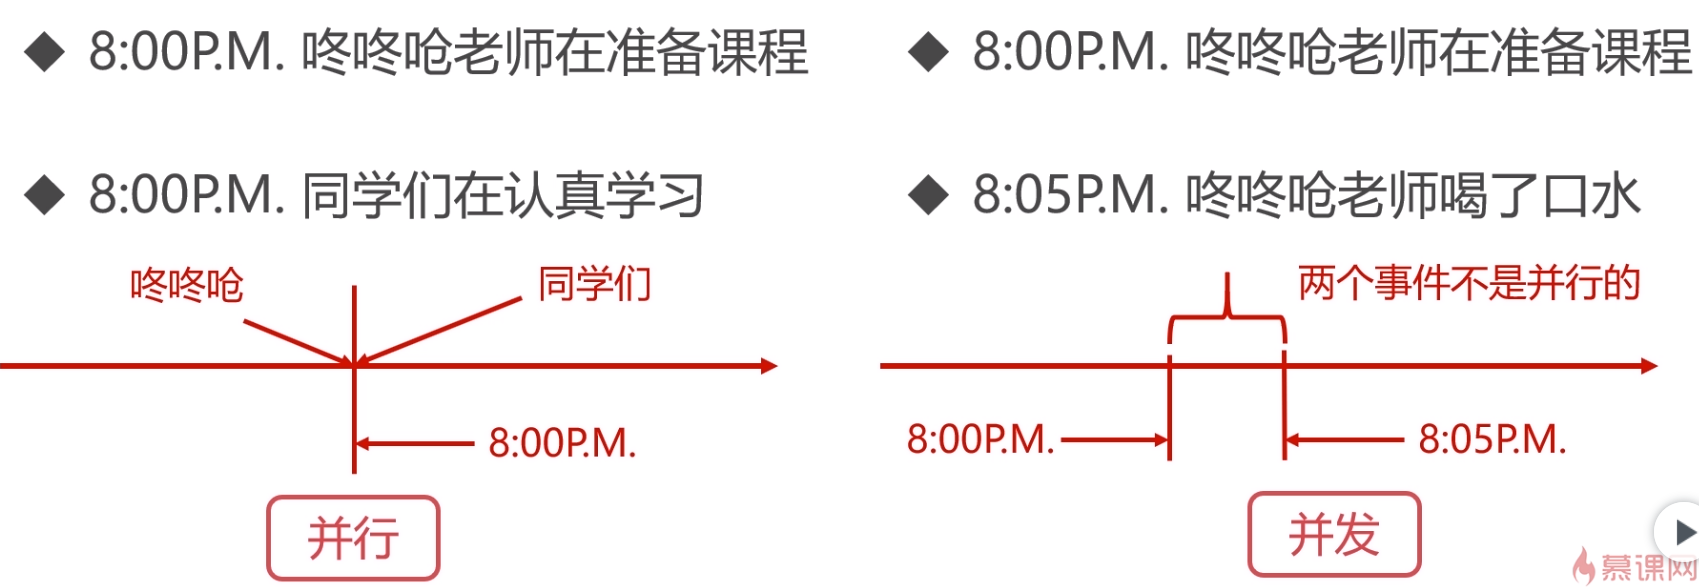 8:00P.M. 咚咚呛老师在准备课程
8:00P.M. 同学们在认真学习
咚咚呛
同学们
8:00P.M.
并行
8:00P.M. 咚咚呛老师在准备课程
8:05P.M. 咚咚呛老师喝了口水
两个事件不是并行的
8:00P.M.
8:05P.M.
并发
慕课网